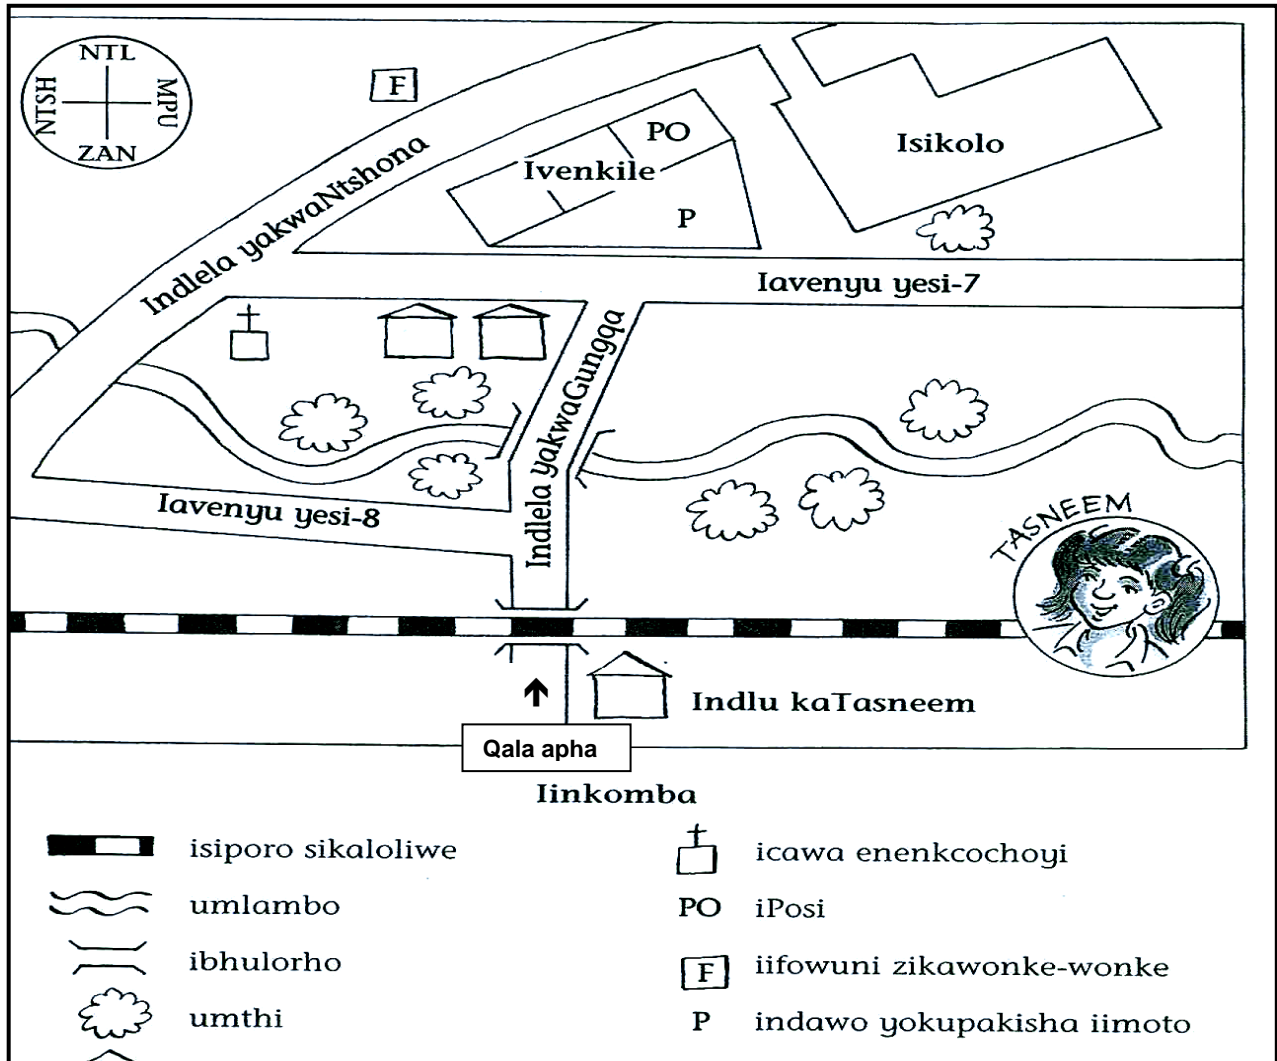 NTL
NTSH
MPU
ZAN
F
PO
Ivenkile
P
Isikolo
Indlela yakwaNtshona
Iavenyu yesi-7
Indlela yakwaGungqa
Iavenyu yesi-8
TASNEEM
Indlu kaTasneem
Qala apha
Iinkomba
isiporo sikaloliwe
umlambo
ibhulorho
umthi
icawa enenkcochoyi
PO iPosi
F iifowuni zikawonke-wonke
P indawo yokupakisha iimoto